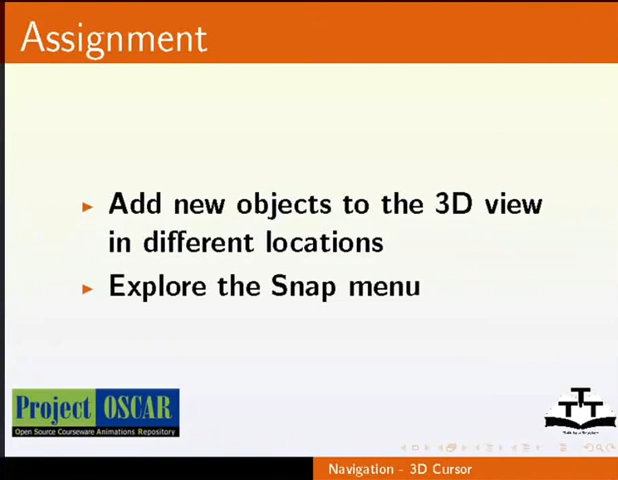 Assignment
Add new objects to the 3D view
in different locations
Explore the Snap menu
Project OSCAR
Open Source Courseware Animations Repository
TTT
Navigation - 3D Cursor